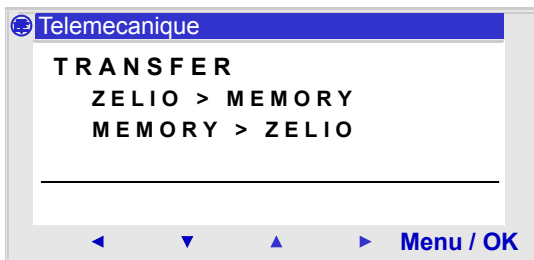 Telemecanique
TRANSFER
ZELIO > MEMORY
MEMORY > ZELIO
Menu / OK